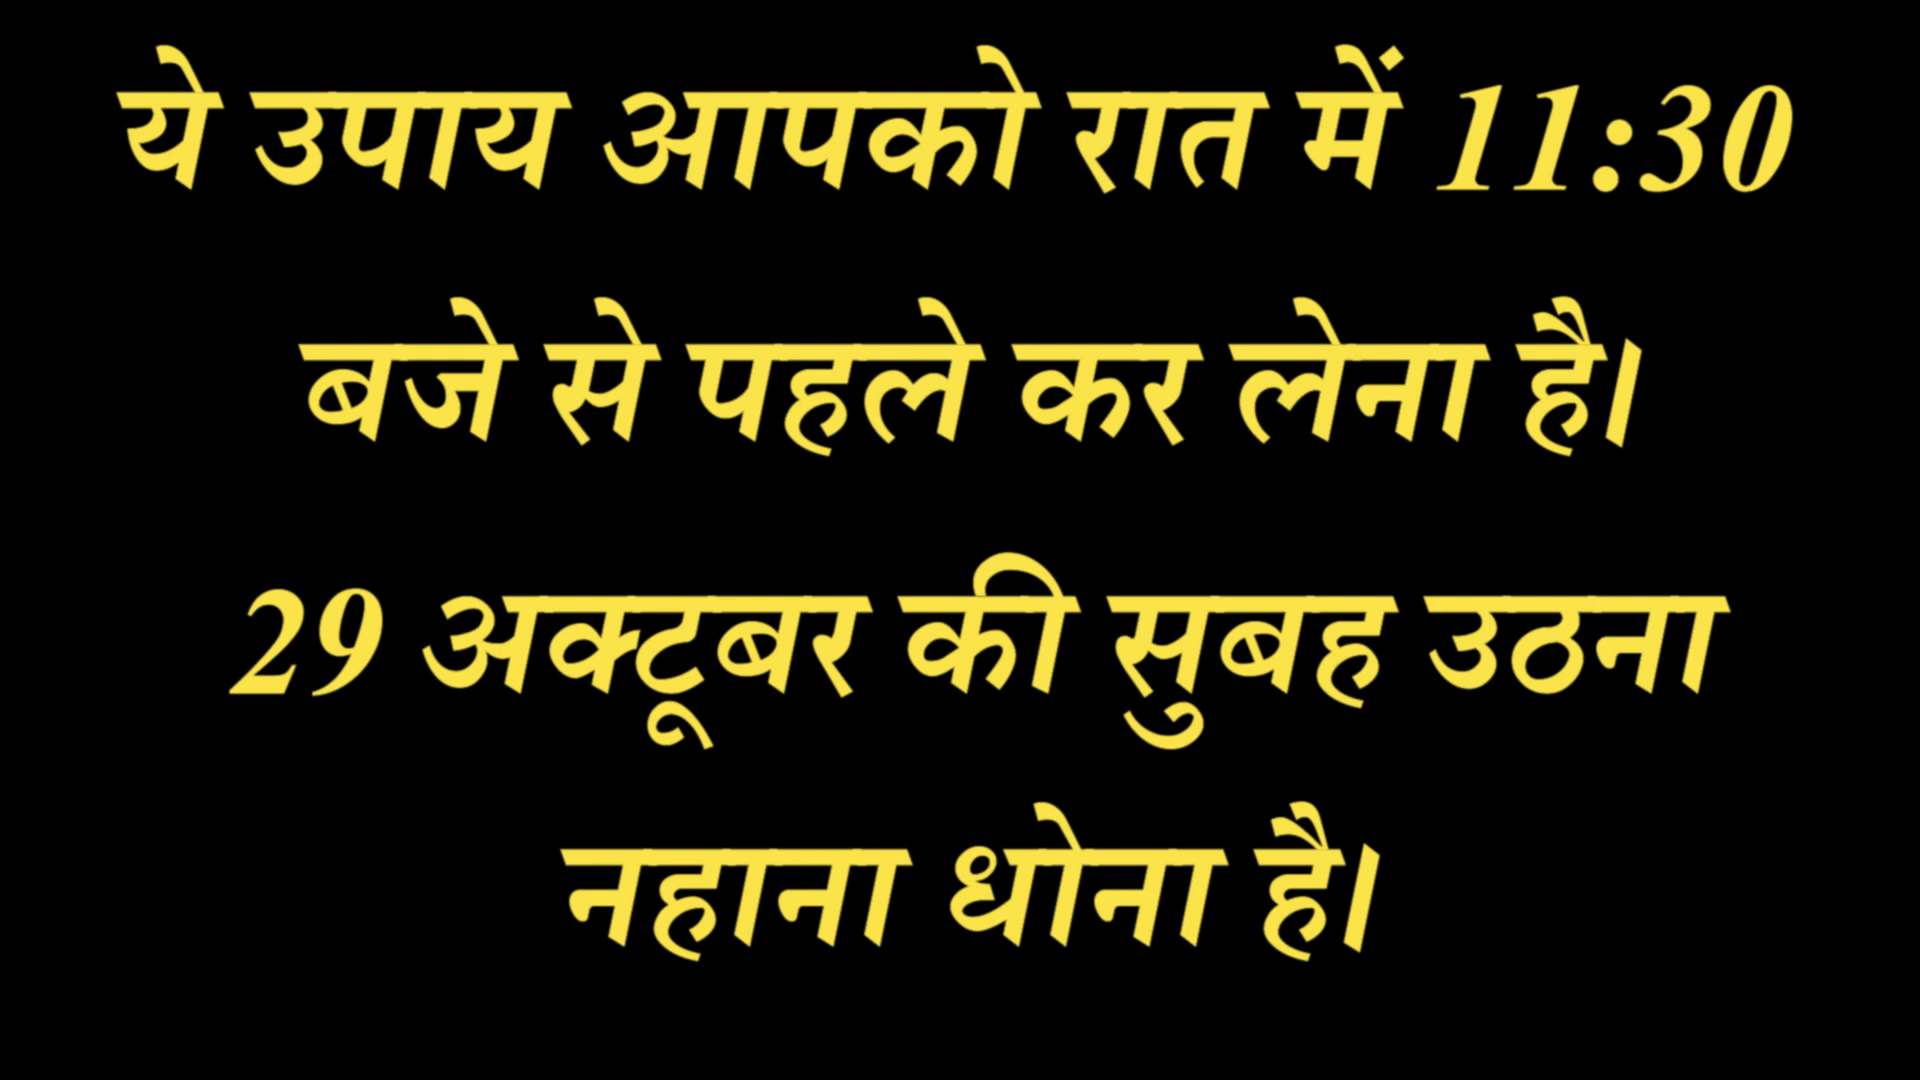 ये उपाय आपको रात में 11:30
बजे से पहले कर लेना है।
29 अक्टूबर की सुबह उठना
नहाना धोना है।